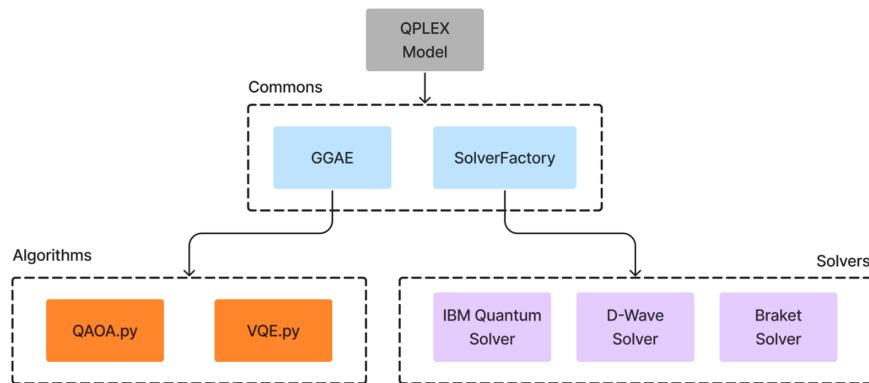 QPLEX
Model
Commons
GGAE
SolverFactory
Algorithms
Solvers
QAOA.py
VQE.py
IBM Quantum
Solver
D-Wave
Solver
Braket
Solver